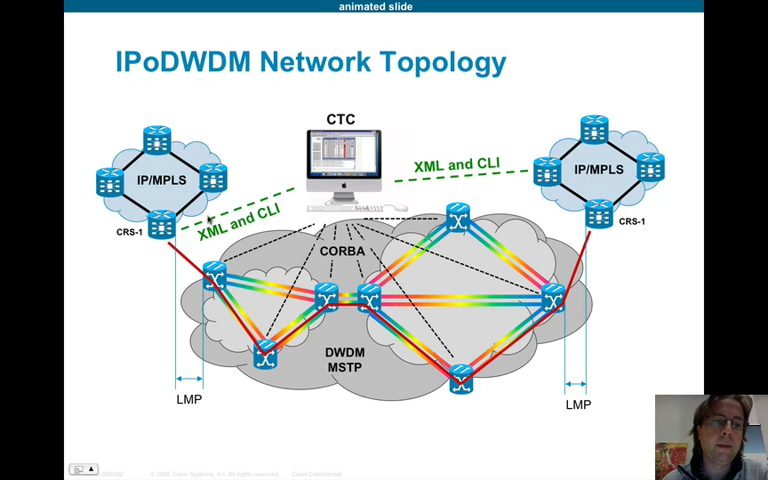 animated slide
IPoDWDM Network Topology
CTC
IP/MPLS
XML and CLI
IP/MPLS
XML and CLI
CRS-1
CRS-1
CORBA
DWDM
MSTP
LMP
LMP
Cisco Systems, Inc. All rights reserved.
Cisco Confidential